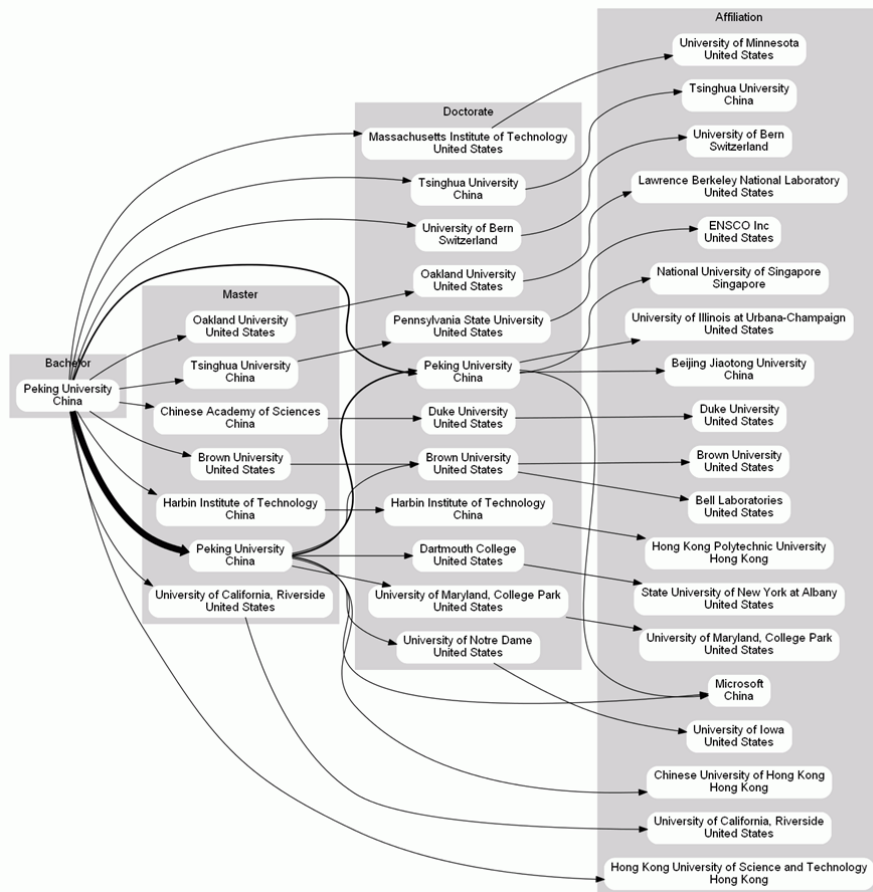 Bachelor
Peking University
China
Master
Oakland University
United States
Tsinghua University
China
Chinese Academy of Sciences
China
Brown University
United States
Harbin Institute of Technology
China
Peking University
China
University of California, Riverside
United States
Doctorate
Massachusetts Institute of Technology
United States
Tsinghua University
China
University of Bern
Switzerland
Oakland University
United States
Pennsylvania State University
United States
Peking University
China
Duke University
United States
Brown University
United States
Harbin Institute of Technology
China
Dartmouth College
United States
University of Maryland, College Park
United States
University of Notre Dame
United States
Affiliation
University of Minnesota
United States
Tsinghua University
China
University of Bern
Switzerland
Lawrence Berkeley National Laboratory
United States
ENSCO Inc
United States
National University of Singapore
Singapore
University of Illinois at Urbana-Champaign
United States
Beijing Jiaotong University
China
Duke University
United States
Brown University
United States
Bell Laboratories
United States
Hong Kong Polytechnic University
Hong Kong
State University of New York at Albany
United States
University of Maryland, College Park
United States
Microsoft
China
University of Iowa
United States
Chinese University of Hong Kong
Hong Kong
University of California, Riverside
United States
Hong Kong University of Science and Technology
Hong Kong